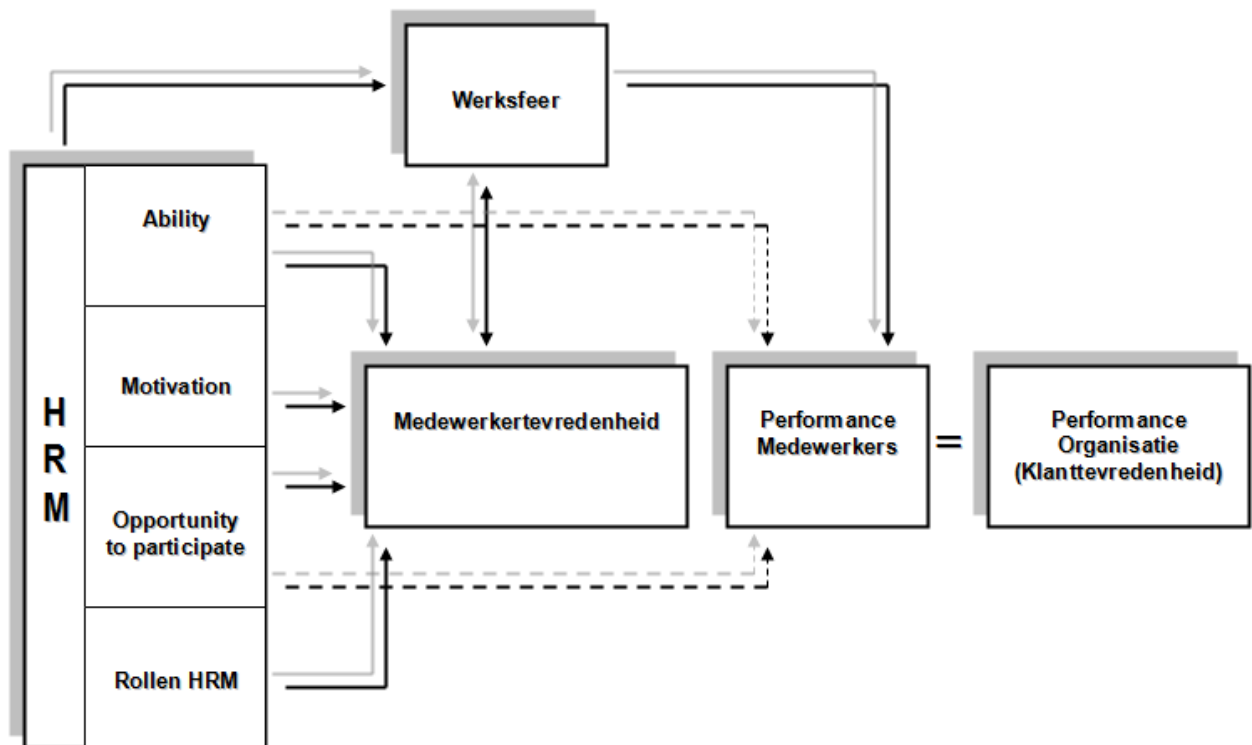 Werksfeer
H
R
M
Ability
Motivation
Opportunity
to participate
Rollen HRM
Medewerkertevredenheid
Performance
Medewerkers
=
Performance
Organisatie
(Klanttevredenheid)